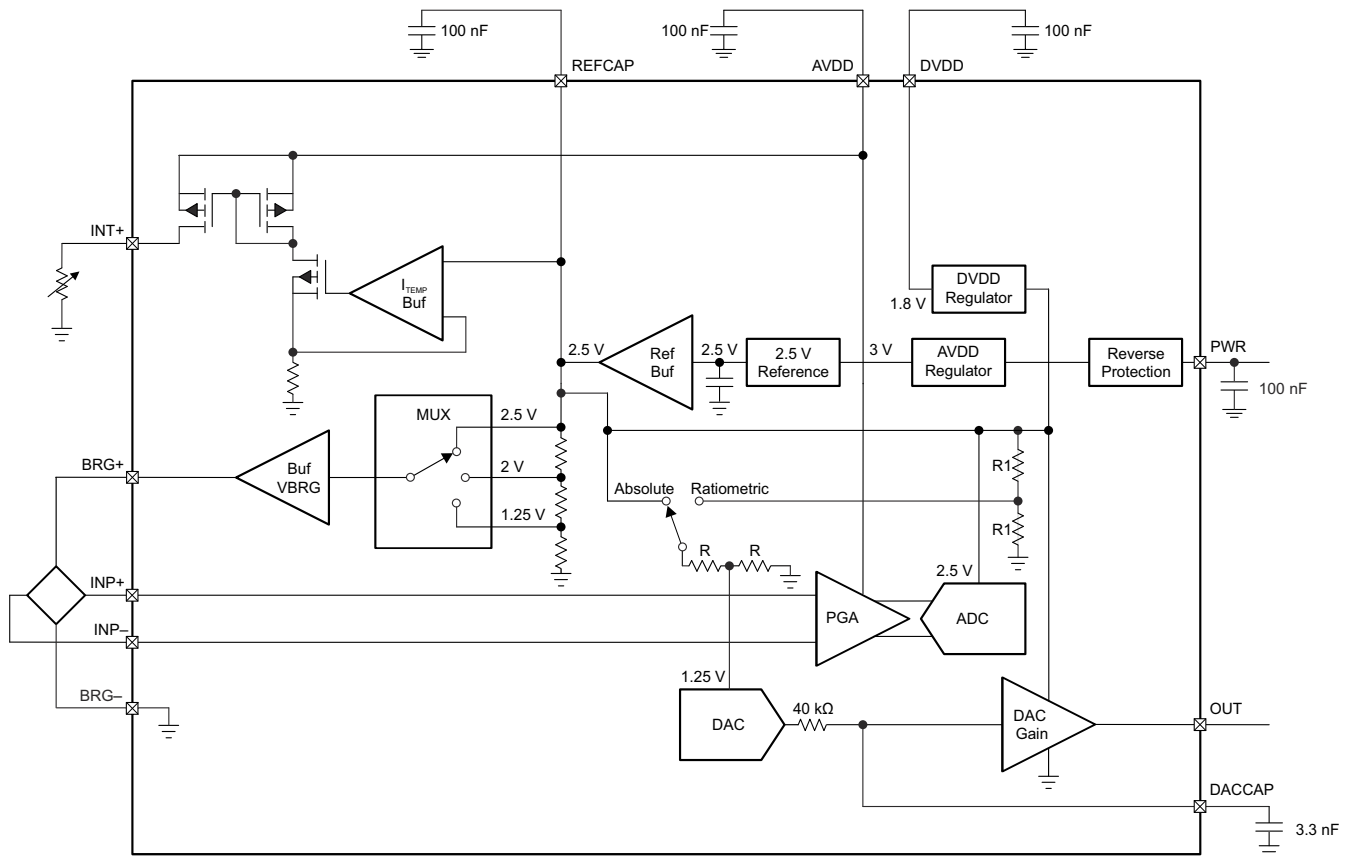 100 nF
100 nF
100 nF
REFCAP
AVDD
DVDD
INT+
ITEMP
Buf
DVDD
Regulator
1.8 V
2.5 V
Ref
Buf
2.5 V
2.5 V
Reference
3 V
AVDD
Regulator
Reverse
Protection
PWR
100 nF
MUX
2.5 V
2 V
1.25 V
BRG+
Buf
VBRG
Absolute
Ratiometric
R1
R1
R
R
2.5 V
INP+
INP–
PGA
ADC
BRG–
1.25 V
DAC
40 kΩ
DAC
Gain
OUT
DACCAP
3.3 nF